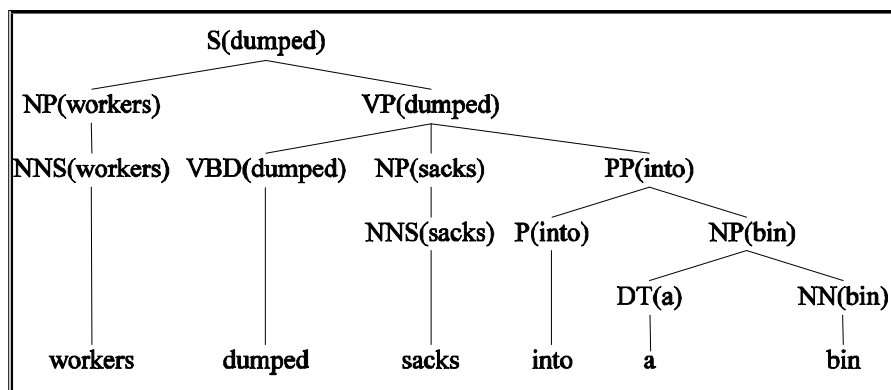 S(dumped)
NP(workers) VP(dumped)
NNS(workers) VBD(dumped) NP(sacks) PP(into)
NNS(sacks) P(into) NP(bin)
DT(a) NN(bin)
workers dumped sacks into a bin